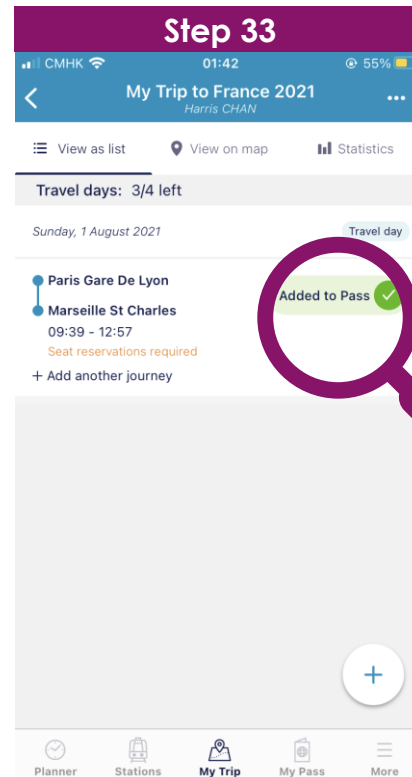 Step 33
CMHK 01:42 55%
My Trip to France 2021
Harris CHAN
View as list View on map Statistics
Travel days: 3/4 left
Sunday, 1 August 2021 Travel day
Paris Gare De Lyon
Added to Pass
Marseille St Charles
09:39 - 12:57
Seat reservations required
+ Add another journey
+
Planner Stations My Trip My Pass More